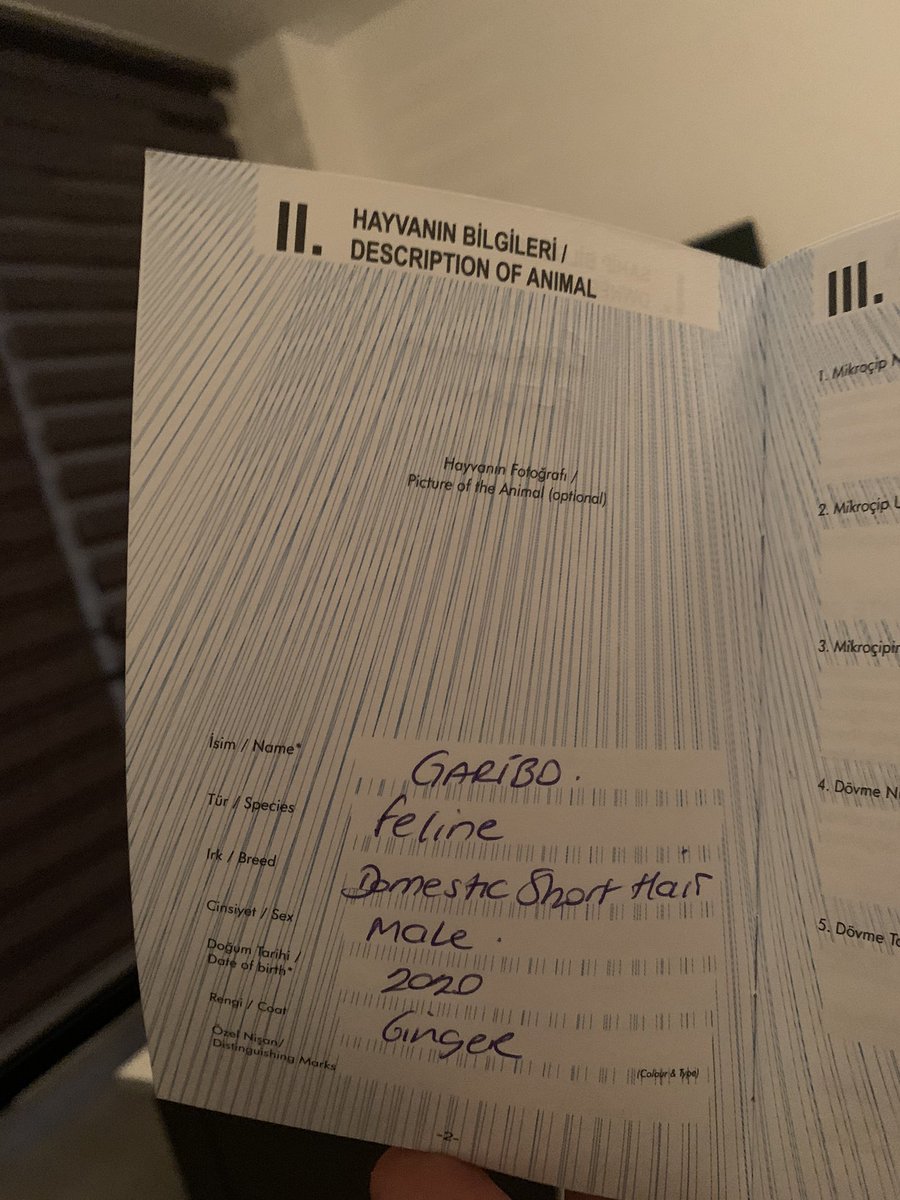 II. HAYVANIN BİLGİLERİ /
DESCRIPTION OF ANIMAL
Hayvanın Fotoğrafı /
Picture of the Animal (optional)
İsim / Name* GARİBO.
Tür / Species Feline
Irk / Breed Domestic Short Hair
Cinsiyet / Sex Male.
Doğum Tarihi /
Date of birth* 2020
Rengi / Coat Ginger
Özel Nişan/
Distinguishing Marks
(Colour & Type)
-2-
III.
1. Mikroçip
2. Mikroçip
3.
4. Dövme
5. Dövme